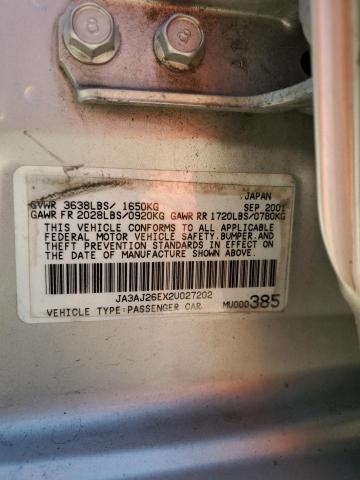 JAPAN
GVWR 3638LBS/ 1650KG SEP 2001
GAWR FR 2028LBS/0920KG GAWR RR 1720LBS/0780KG
THIS VEHICLE CONFORMS TO ALL APPLICABLE
FEDERAL MOTOR VEHICLE SAFETY,BUMPER,AND
THEFT PREVENTION STANDARDS IN EFFECT ON
THE DATE OF MANUFACTURE SHOWN ABOVE.
JA3AJ26EX2U027202
VEHICLE TYPE:PASSENGER CAR MU000385